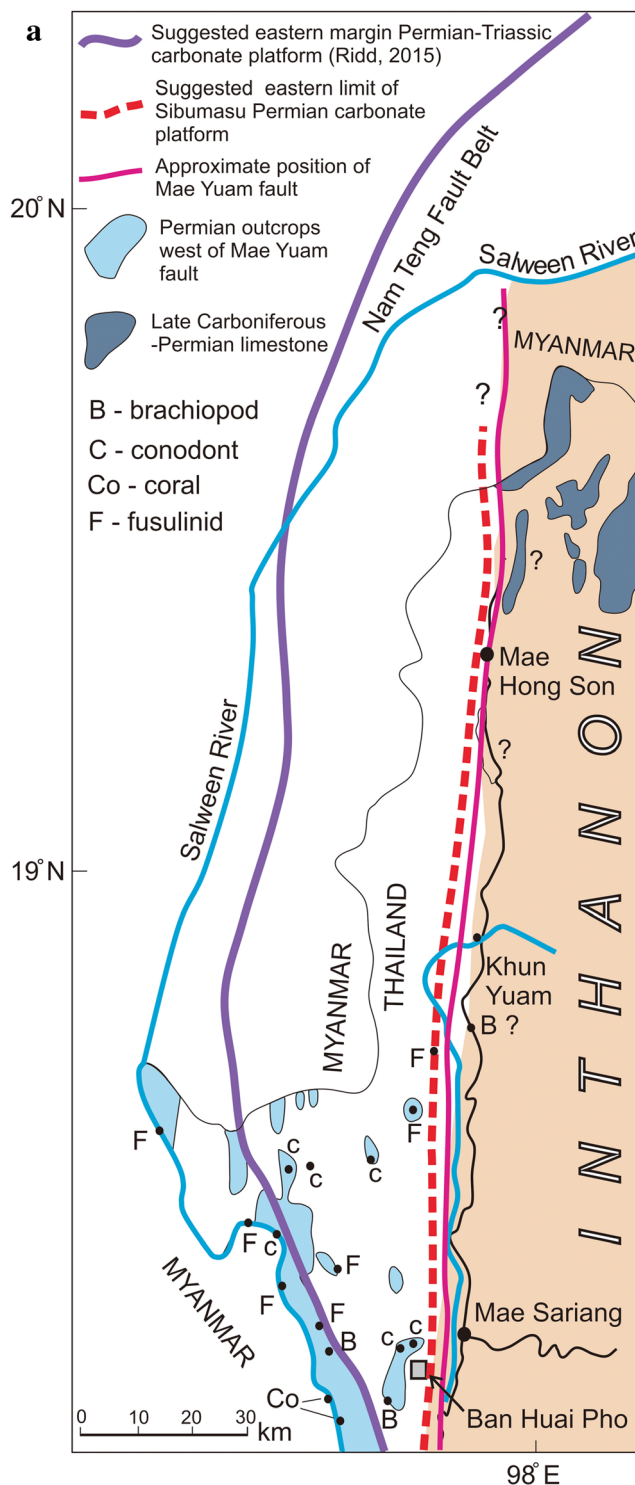 a
Suggested eastern margin Permian-Triassic
carbonate platform (Ridd, 2015)
Suggested eastern limit of
Sibumasu Permian carbonate
platform
Approximate position of
Mae Yuam fault
Permian outcrops
west of Mae Yuam
fault
Late Carboniferous
-Permian limestone
B - brachiopod
C - conodont
Co - coral
F - fusulinid
20°N
Nam Teng Fault Belt
Salween River
?
MYANMAR
?
?
Mae
Hong Son
?
Salween River
19°N
INTHANON
MYANMAR
THAILAND
Khun
Yuam
B ?
F
F
F
c
c
c
F
c
F
F
MYANMAR
F
B
c
c
Mae Sariang
Co
B
Ban Huai Pho
0 10 20 30
km
98°E